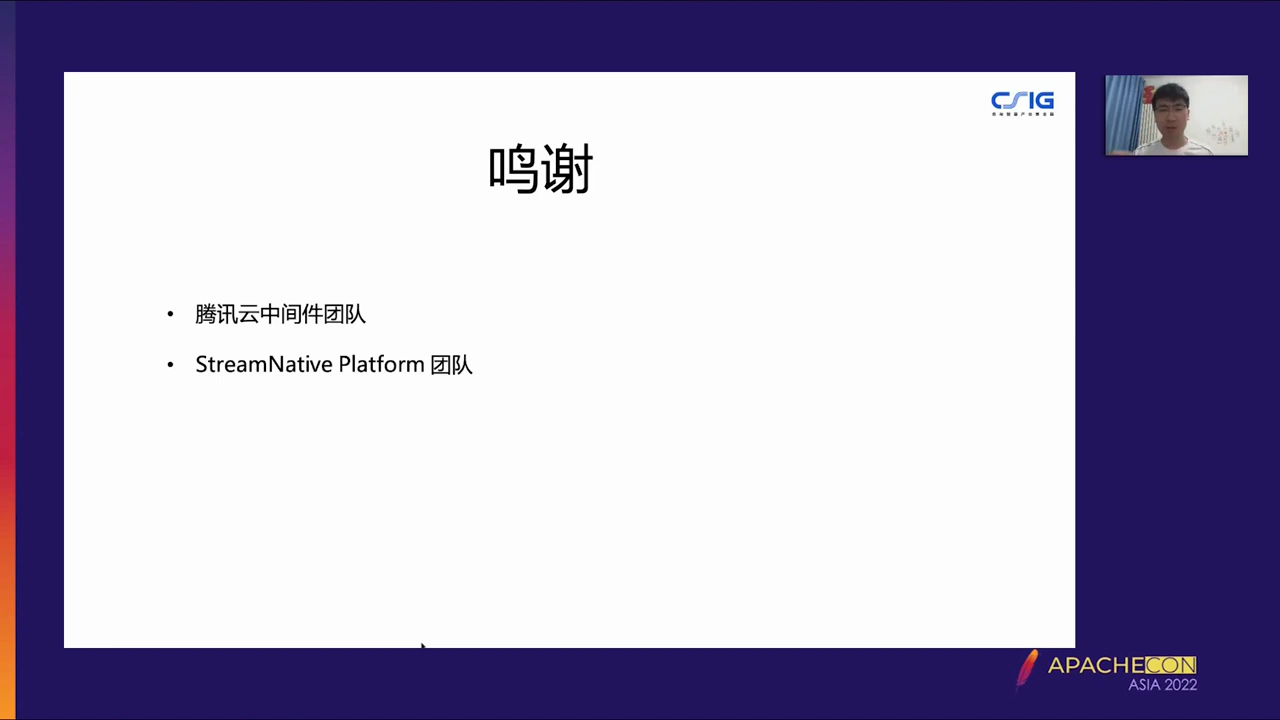 CSIG
鸣谢
• 腾讯云中间件团队
• StreamNative Platform 团队
APACHECON
ASIA 2022